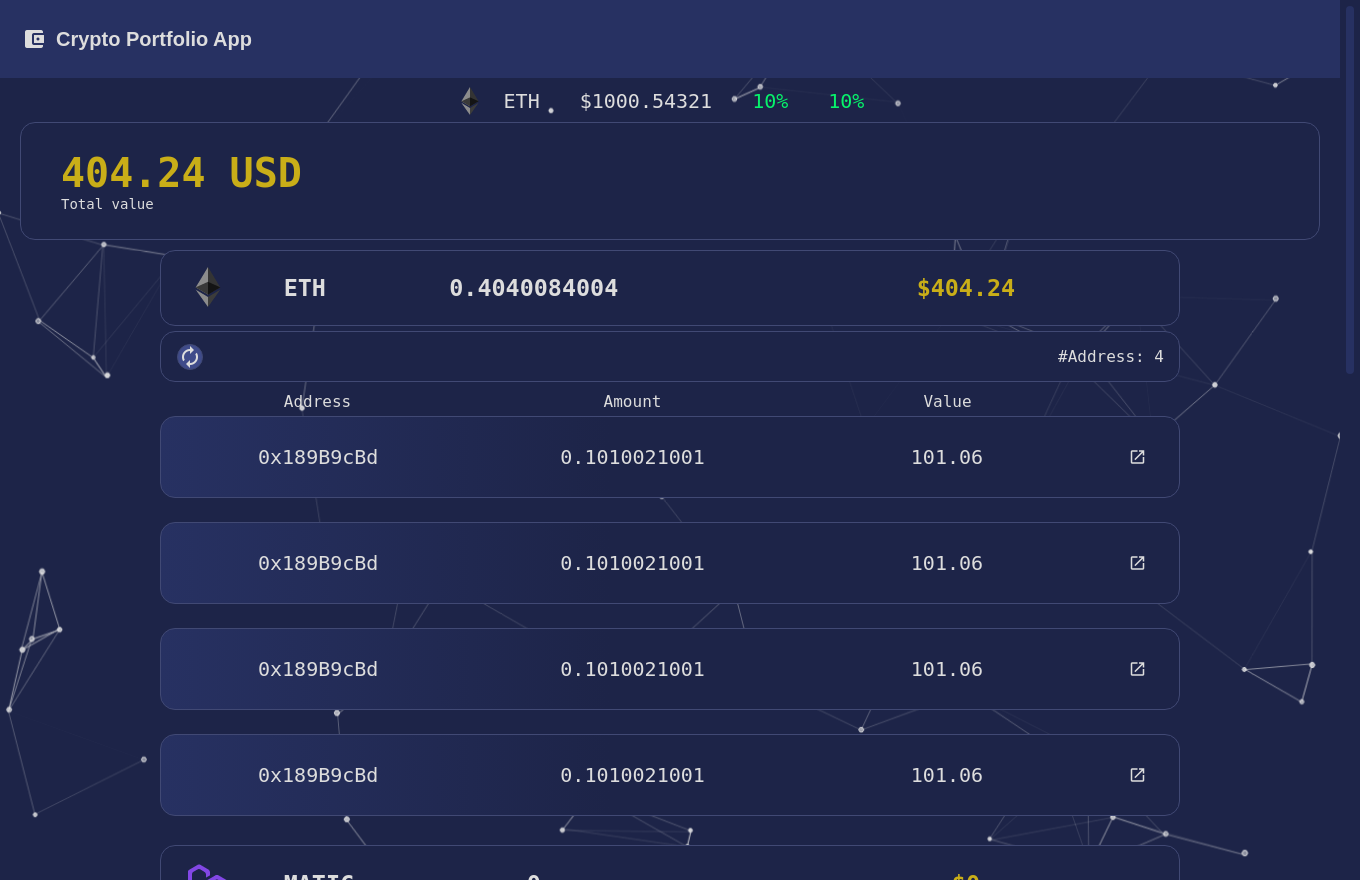 Crypto Portfolio App
ETH $1000.54321 10% 10%
404.24 USD
Total value
ETH 0.4040084004 $404.24
#Address: 4
Address Amount Value
0x189B9cBd 0.1010021001 101.06
0x189B9cBd 0.1010021001 101.06
0x189B9cBd 0.1010021001 101.06
0x189B9cBd 0.1010021001 101.06
MATIC 0 $0